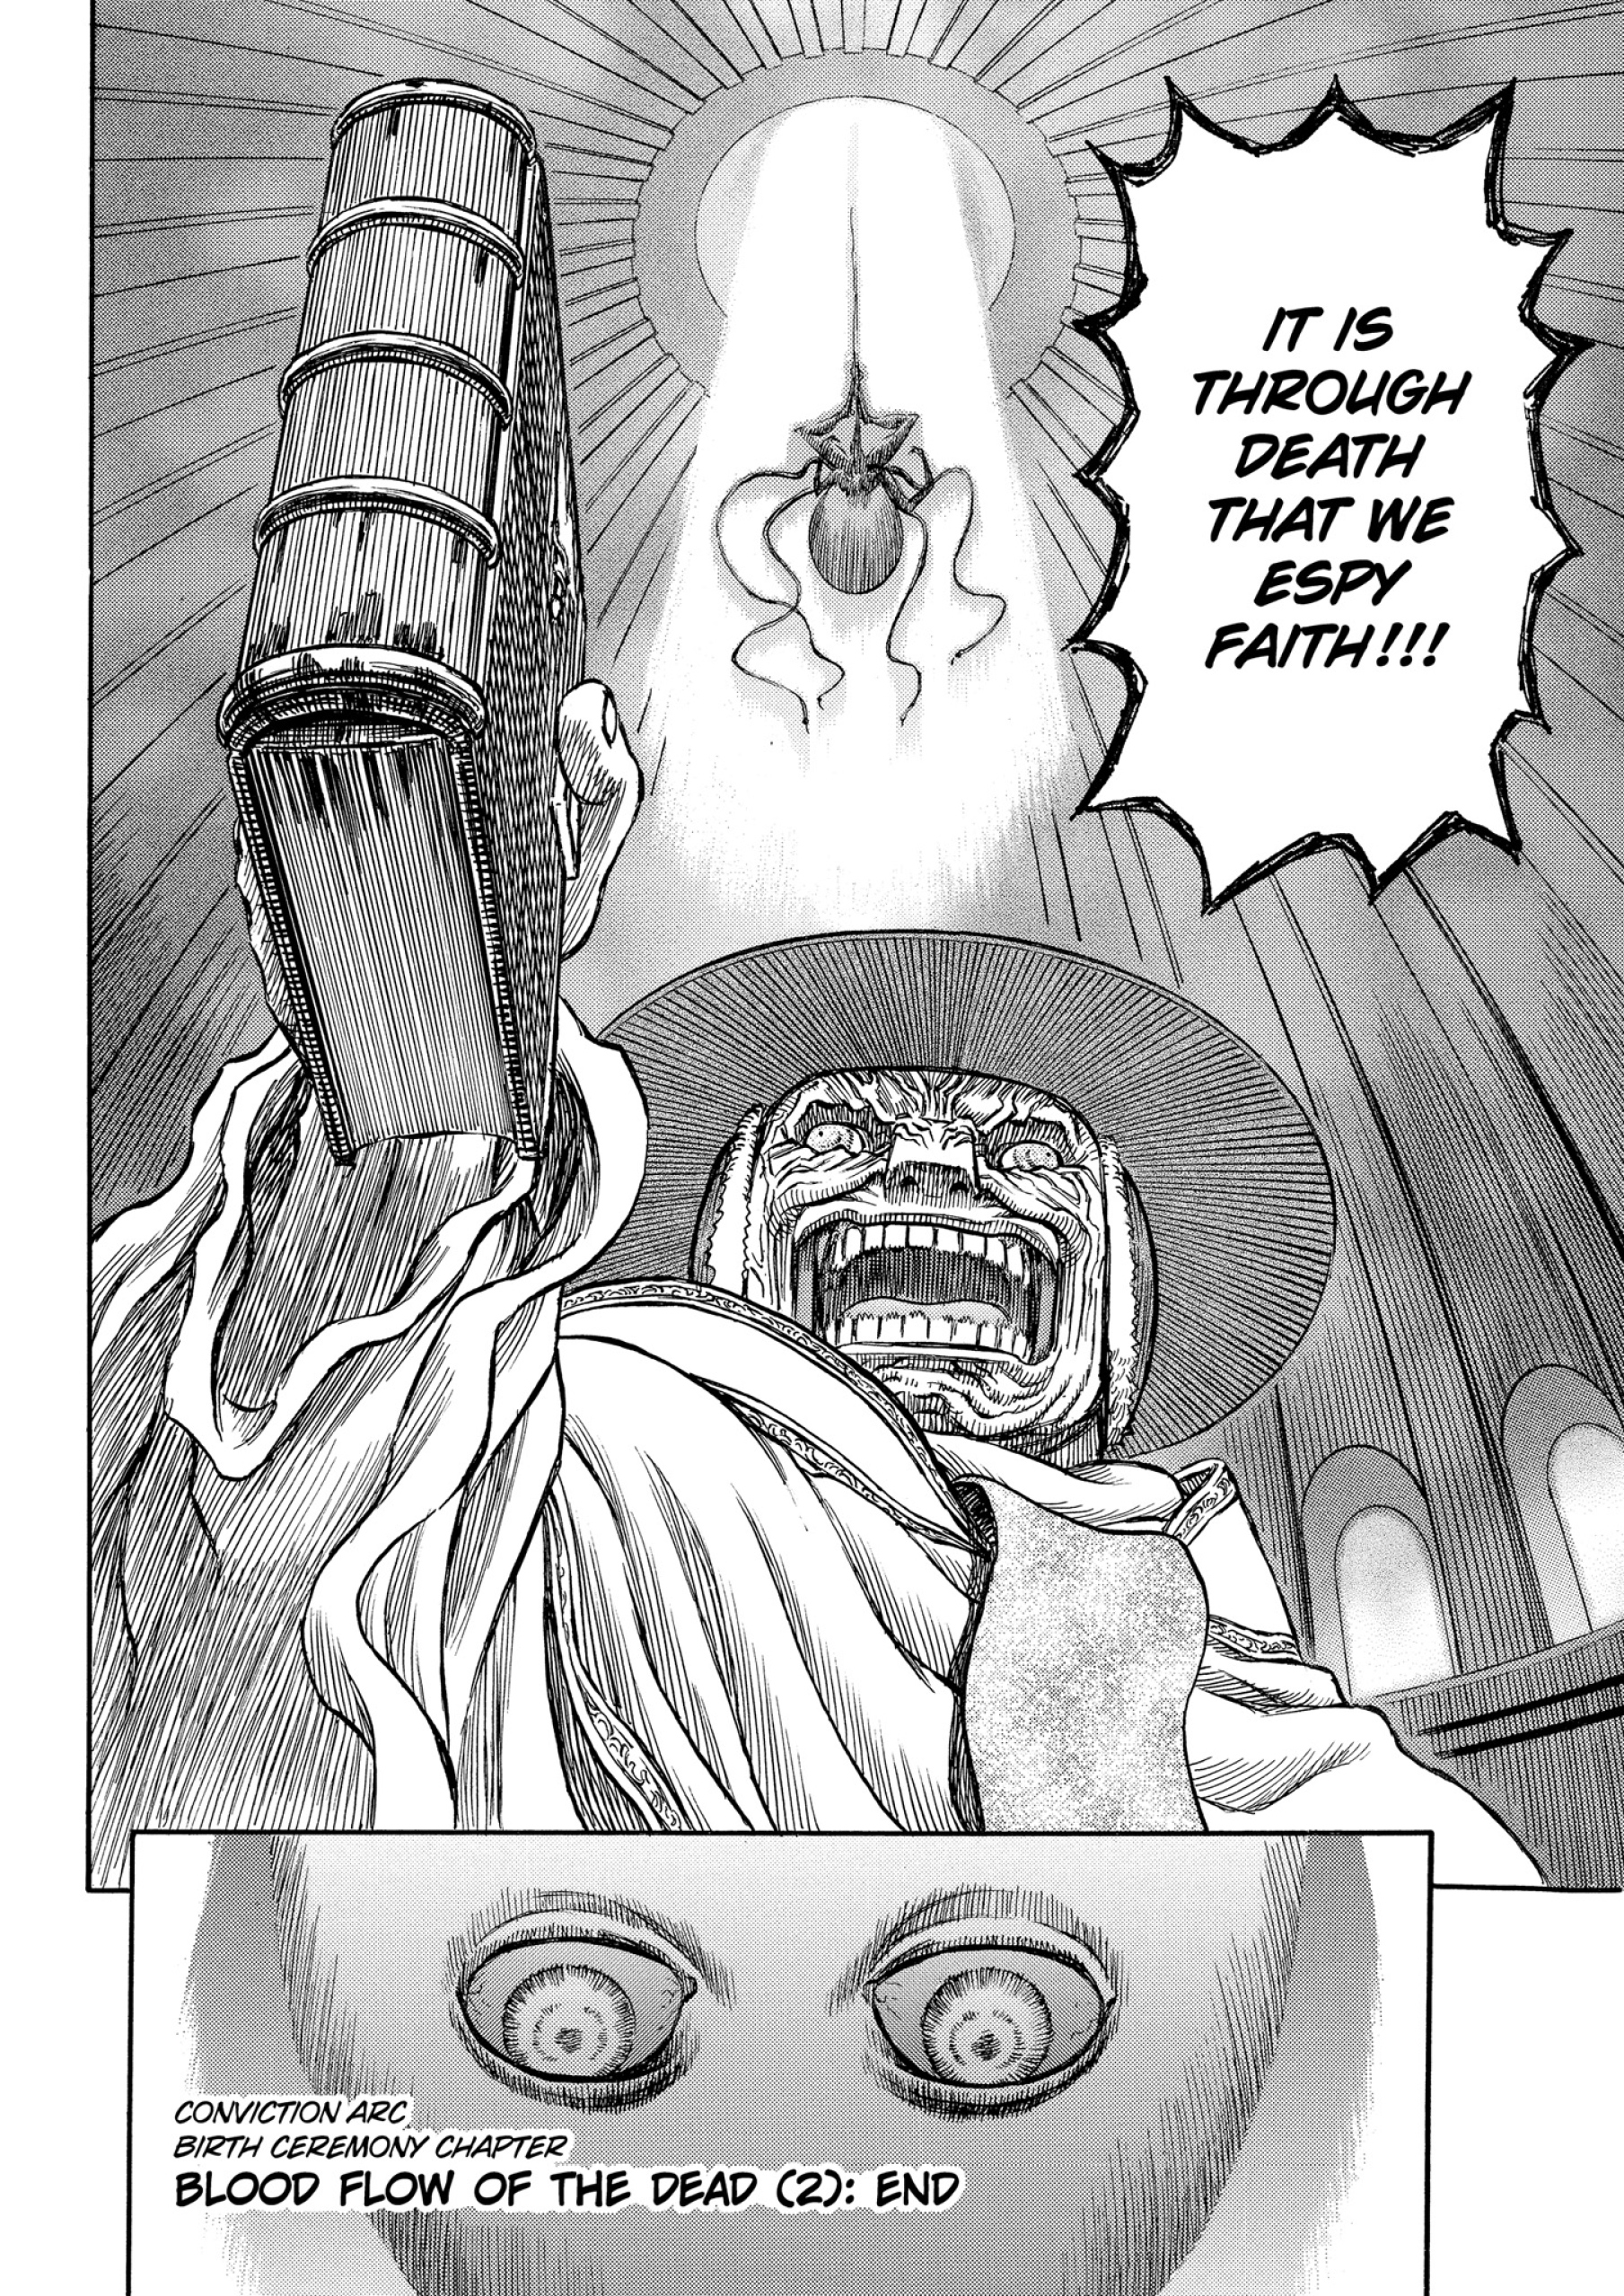 IT IS
THROUGH
DEATH
THAT WE
ESPY
FAITH!!!
CONVICTION ARC
BIRTH CEREMONY CHAPTER
BLOOD FLOW OF THE DEAD (2): END